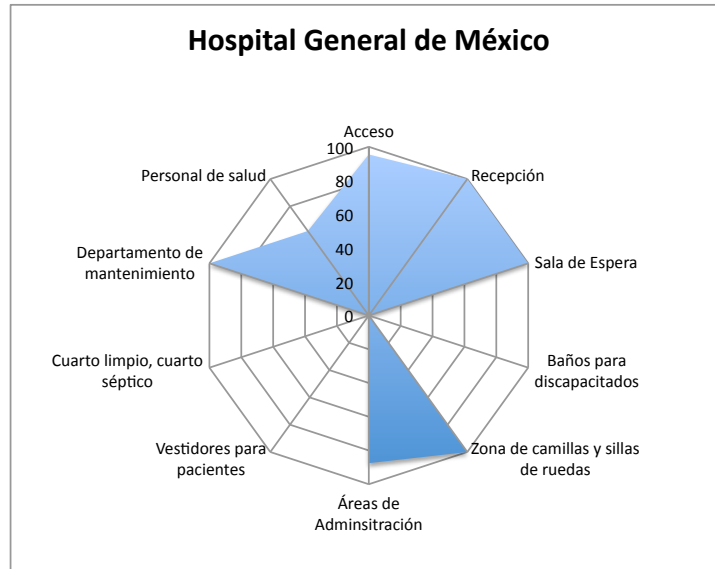 Hospital General de México
Acceso
100
80
60
40
20
0
Recepción
Sala de Espera
Baños para
discapacitados
Zona de camillas y sillas
de ruedas
Áreas de
Adminsitración
Vestidores para
pacientes
Cuarto limpio, cuarto
séptico
Departamento de
mantenimiento
Personal de salud